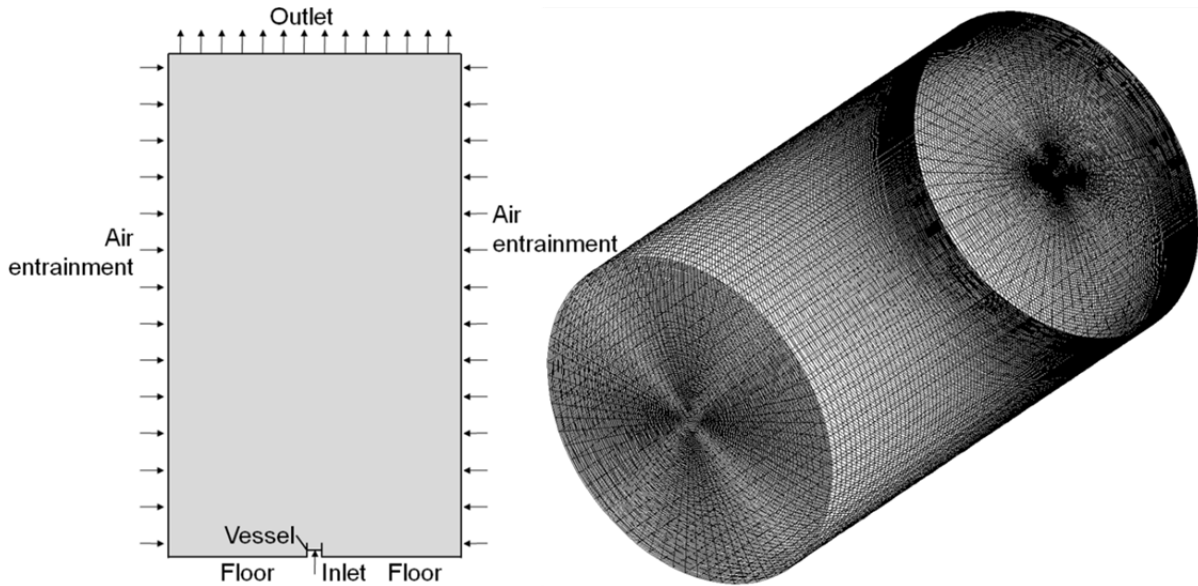 Outlet
Air
entrainment
Air
entrainment
Vessel
Floor
Inlet
Floor